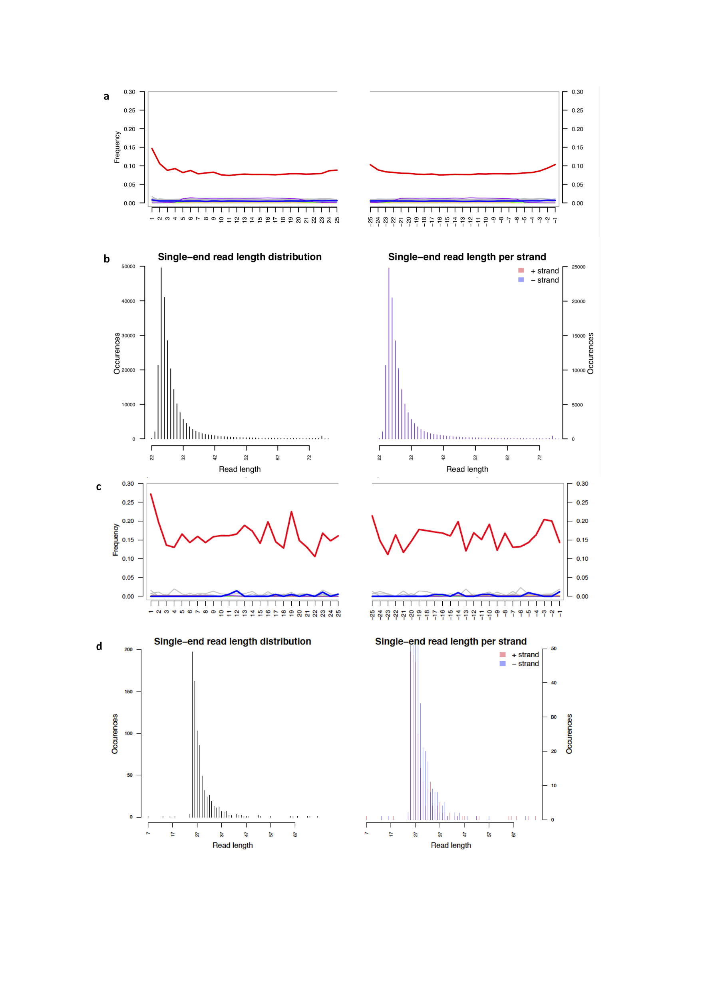 a
0.30 0.30
0.25 0.25
0.20 0.20
0.15 0.15
0.10 0.10
0.05 0.05
0.00 0.00
Frequency
1 2 3 4 5 6 7 8 9 10 11 12 13 14 15 16 17 18 19 20 21 22 23 24 25
−25 −24 −23 −22 −21 −20 −19 −18 −17 −16 −15 −14 −13 −12 −11 −10 −9 −8 −7 −6 −5 −4 −3 −2 −1
b
Single−end read length distribution
50000
40000
30000
20000
10000
0
Occurences
22 32 42 52 62 72
Read length
Single−end read length per strand
+ strand
− strand
25000
20000
15000
10000
5000
0
Occurences
22 32 42 52 62 72
Read length
c
0.30 0.30
0.25 0.25
0.20 0.20
0.15 0.15
0.10 0.10
0.05 0.05
0.00 0.00
Frequency
1 2 3 4 5 6 7 8 9 10 11 12 13 14 15 16 17 18 19 20 21 22 23 24 25
−25 −24 −23 −22 −21 −20 −19 −18 −17 −16 −15 −14 −13 −12 −11 −10 −9 −8 −7 −6 −5 −4 −3 −2 −1
d
Single−end read length distribution
200
150
100
50
0
Occurences
7 17 27 37 47 57 67
Read length
Single−end read length per strand
+ strand
− strand
50
40
30
20
10
0
Occurences
7 17 27 37 47 57 67
Read length